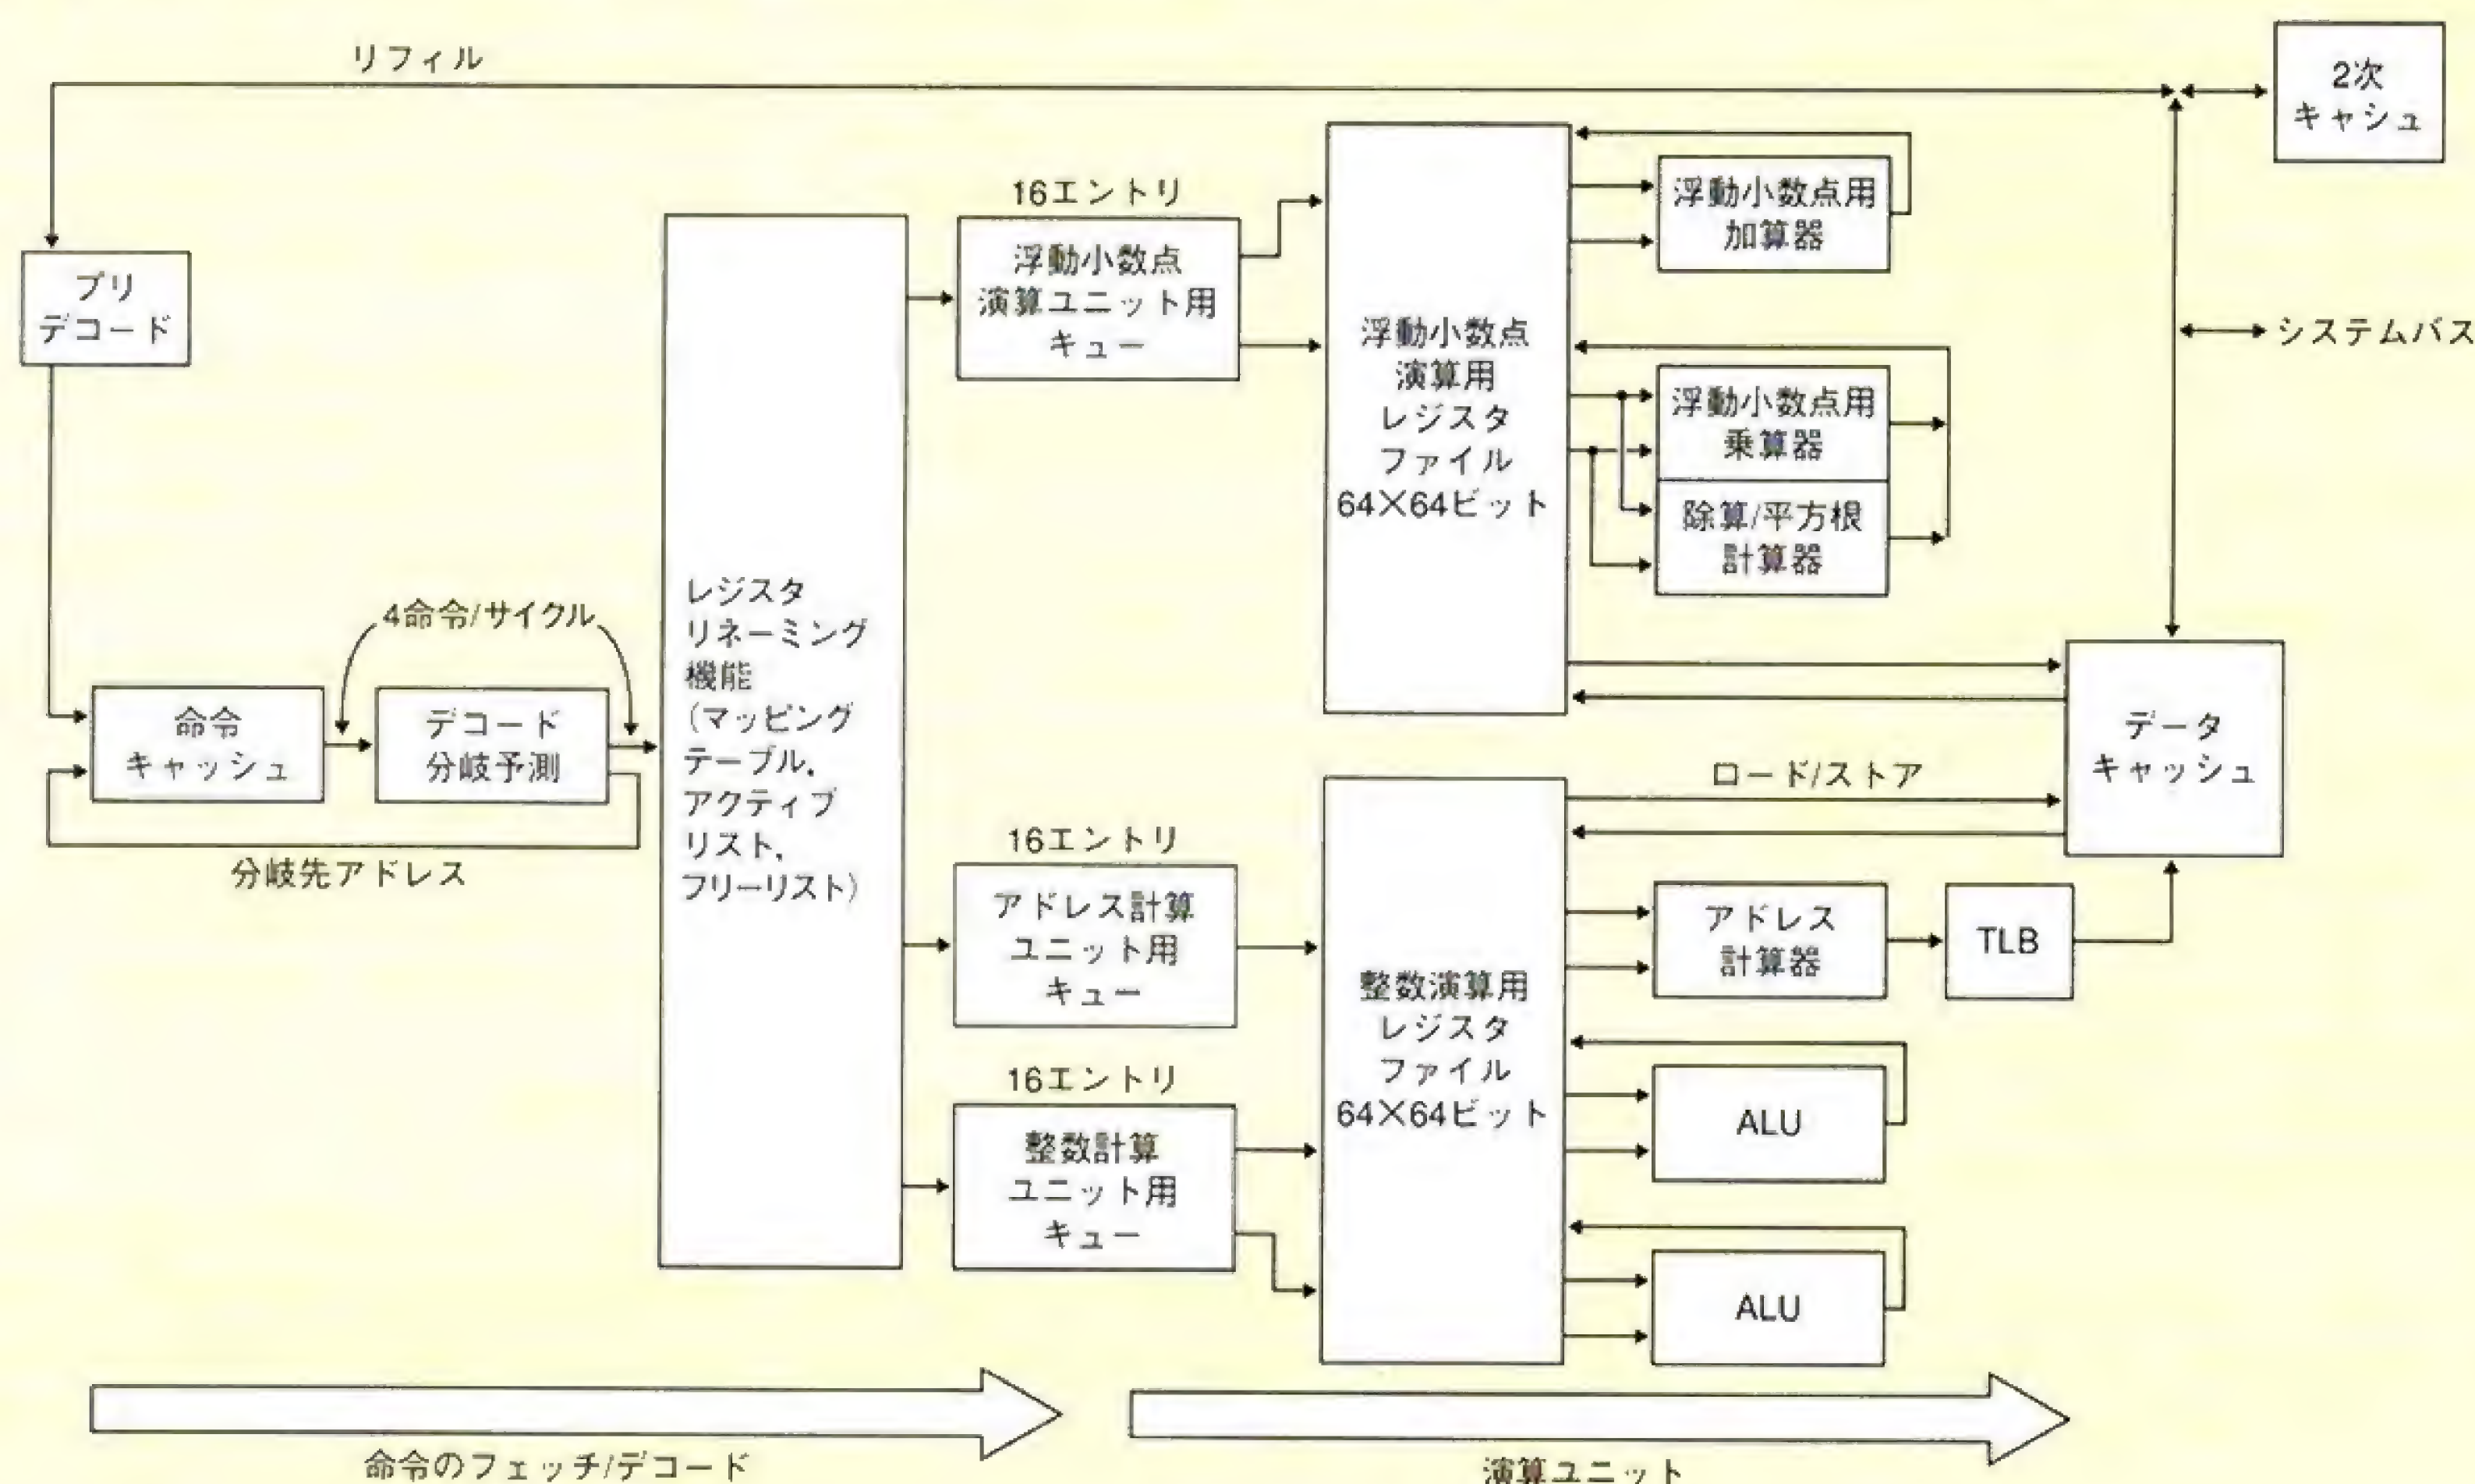 リフィル
2次
キャシュ
16エントリ
浮動小数点用
加算器
プリ
デコード
浮動小数点
演算ユニット用
キュー
浮動小数点
演算用
レジスタ
ファイル
64×64ビット
システムバス
浮動小数点用
乗算器
除算/平方根
計算器
4命令/サイクル
レジスタ
リネーミング
機能
(マッピング
テーブル,
アクティブ
リスト,
フリーリスト)
命令
キャッシュ
デコード
分岐予測
分岐先アドレス
データ
キャッシュ
ロード/ストア
16エントリ
アドレス計算
ユニット用
キュー
アドレス
計算器
TLB
整数演算用
レジスタ
ファイル
64×64ビット
16エントリ
整数計算
ユニット用
キュー
ALU
ALU
命令のフェッチ/デコード
演算ユニット